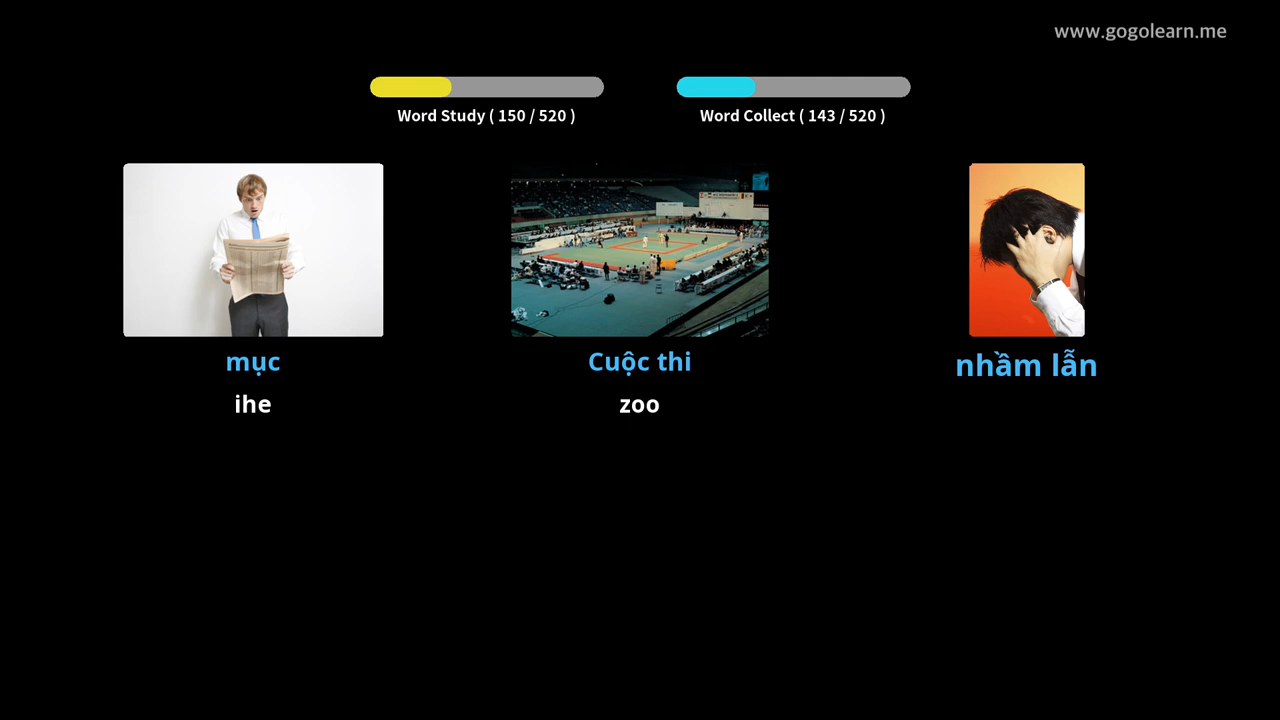 www.gogolearn.me
Word Study ( 150 / 520 )
Word Collect ( 143 / 520 )
mục
Cuộc thi
nhầm lẫn
ihe
zoo